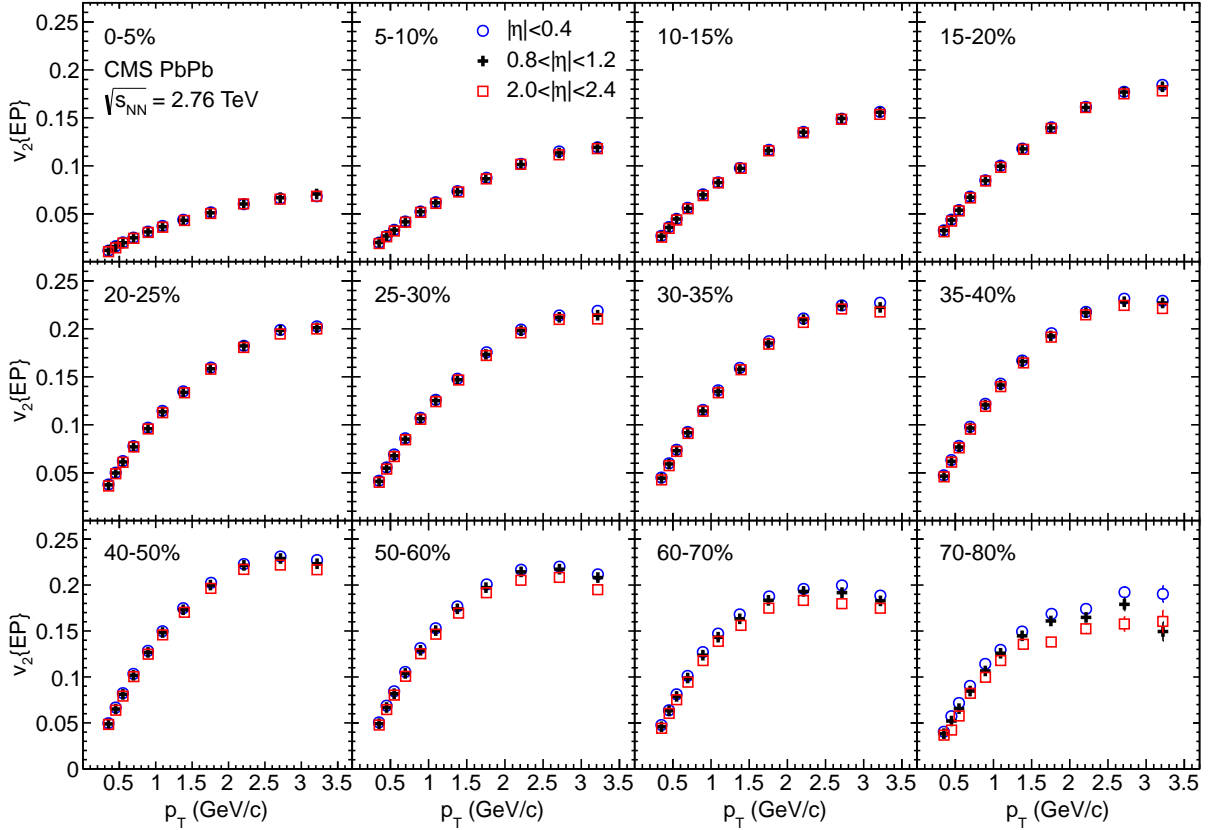 0-5%
CMS PbPb
√s_NN = 2.76 TeV
5-10%
|η|<0.4
0.8<|η|<1.2
2.0<|η|<2.4
10-15%
15-20%
v₂{EP}
0.25
0.2
0.15
0.1
0.05
20-25%
25-30%
30-35%
35-40%
v₂{EP}
0.25
0.2
0.15
0.1
0.05
40-50%
50-60%
60-70%
70-80%
v₂{EP}
0.25
0.2
0.15
0.1
0.05
0
0.5 1 1.5 2 2.5 3 3.5 0.5 1 1.5 2 2.5 3 3.5 0.5 1 1.5 2 2.5 3 3.5 0.5 1 1.5 2 2.5 3 3.5
p_T (GeV/c) p_T (GeV/c) p_T (GeV/c) p_T (GeV/c)